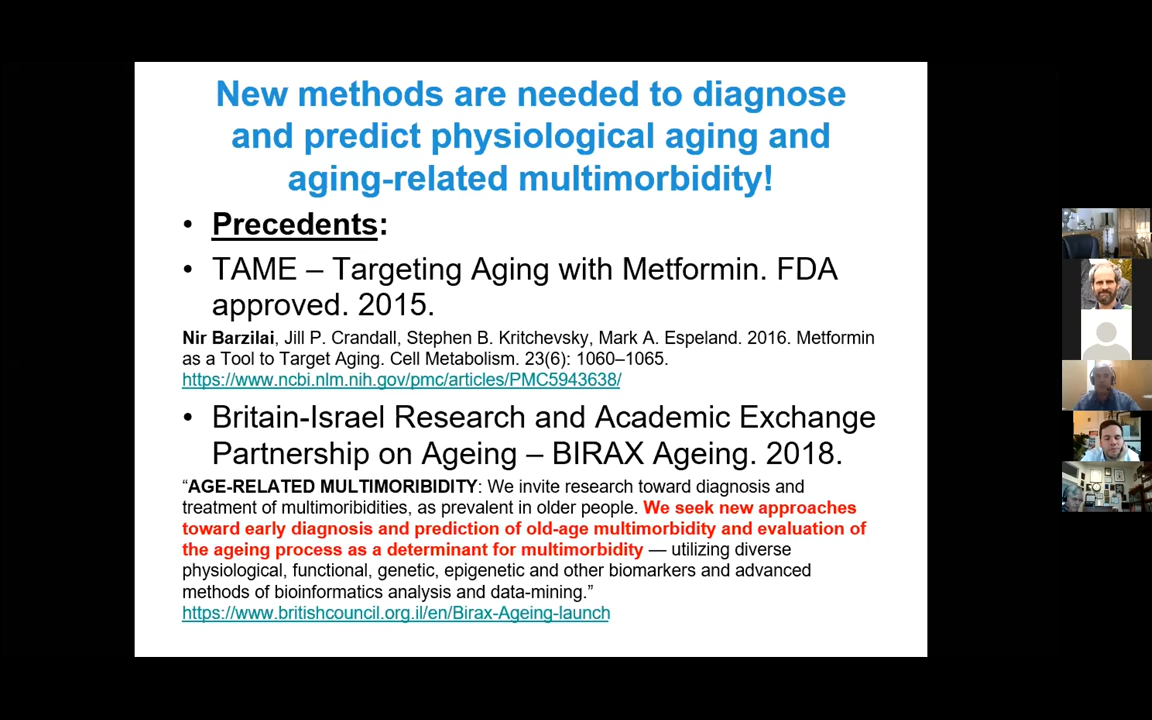 New methods are needed to diagnose
and predict physiological aging and
aging-related multimorbidity!
• Precedents:
• TAME – Targeting Aging with Metformin. FDA
approved. 2015.
Nir Barzilai, Jill P. Crandall, Stephen B. Kritchevsky, Mark A. Espeland. 2016. Metformin
as a Tool to Target Aging. Cell Metabolism. 23(6): 1060–1065.
https://www.ncbi.nlm.nih.gov/pmc/articles/PMC5943638/
• Britain-Israel Research and Academic Exchange
Partnership on Ageing – BIRAX Ageing. 2018.
“AGE-RELATED MULTIMORIBIDITY: We invite research toward diagnosis and
treatment of multimoribidities, as prevalent in older people. We seek new approaches
toward early diagnosis and prediction of old-age multimorbidity and evaluation of
the ageing process as a determinant for multimorbidity — utilizing diverse
physiological, functional, genetic, epigenetic and other biomarkers and advanced
methods of bioinformatics analysis and data-mining.”
https://www.britishcouncil.org.il/en/Birax-Ageing-launch